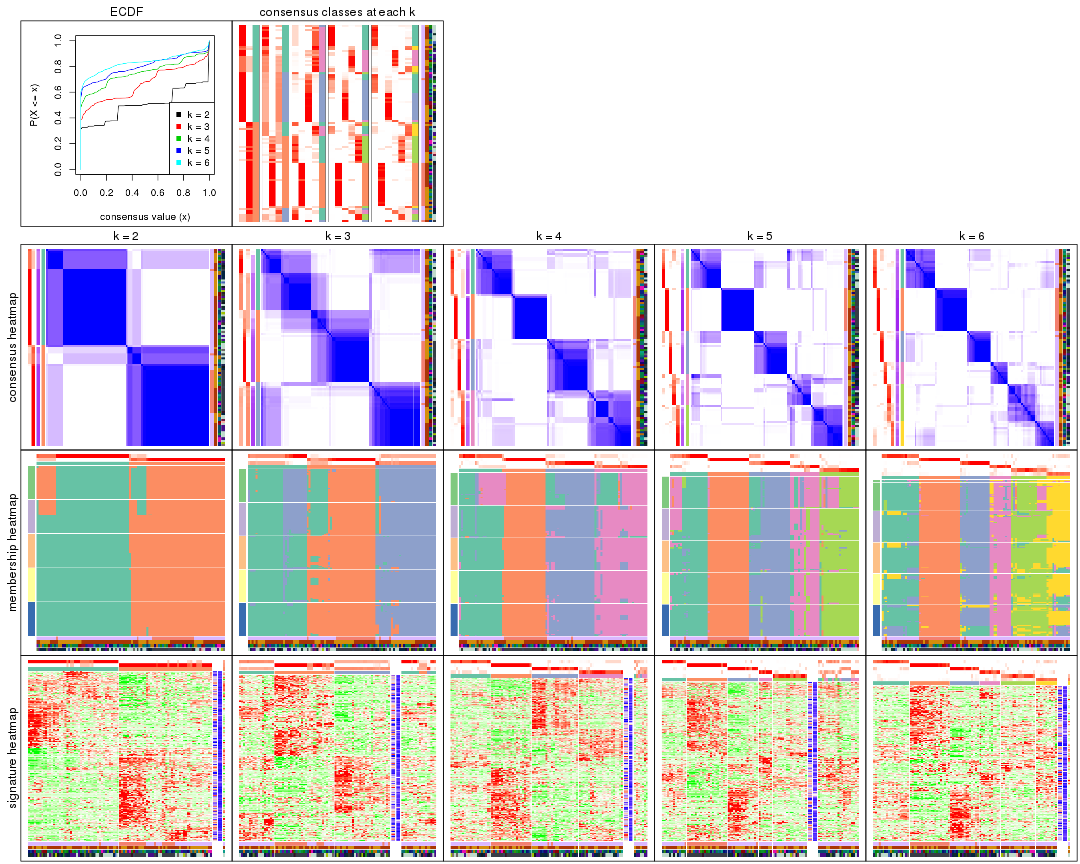 ECDF
consensus classes at each k
P(X <= x)
0.0 0.2 0.4 0.6 0.8 1.0
k = 2
k = 3
k = 4
k = 5
k = 6
0.0 0.2 0.4 0.6 0.8 1.0
consensus value (x)
k = 2
k = 3
k = 4
k = 5
k = 6
consensus heatmap
membership heatmap
signature heatmap